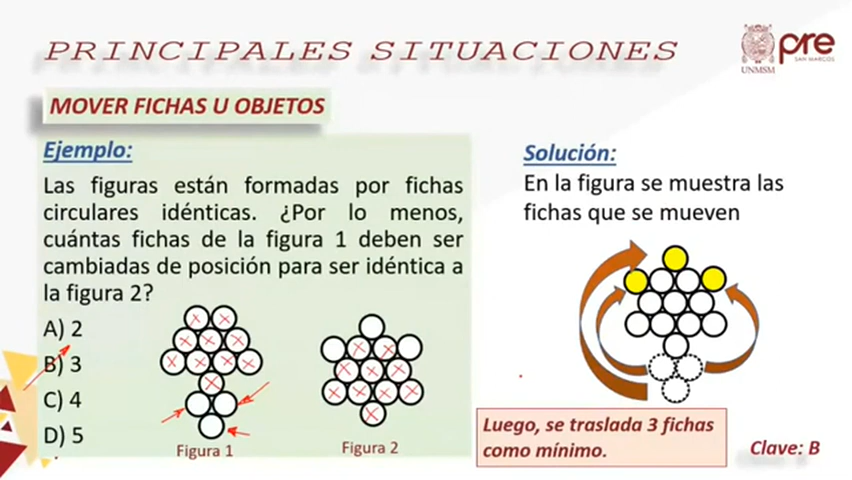 PRINCIPALES SITUACIONES
UNMSM
pre
SAN MARCOS
MOVER FICHAS U OBJETOS
Ejemplo:
Las figuras están formadas por fichas
circulares idénticas. ¿Por lo menos,
cuántas fichas de la figura 1 deben ser
cambiadas de posición para ser idéntica a
la figura 2?
A) 2
B) 3
C) 4
D) 5
Figura 1
Figura 2
Solución:
En la figura se muestra las
fichas que se mueven
Luego, se traslada 3 fichas
como mínimo.
Clave: B